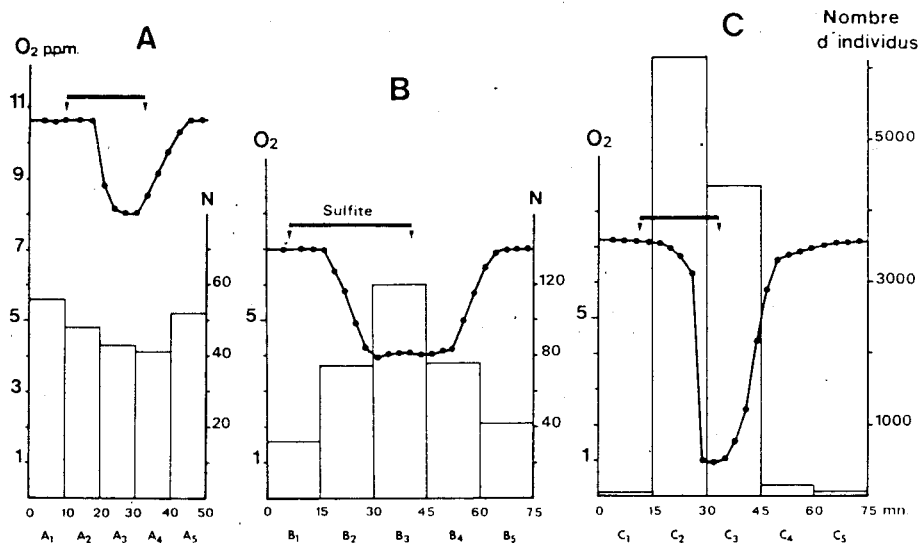 A
O2 ppm.
11
9
7
5
3
1
N
60
40
20
0 10 20 30 40 50
A1 A2 A3 A4 A5
B
O2
Sulfite
N
5
1
120
80
40
0 15 30 45 60 75
B1 B2 B3 B4 B5
C
Nombre
d'individus
O2
5
1
5000
3000
1000
0 15 30 45 60 75 mn.
C1 C2 C3 C4 C5